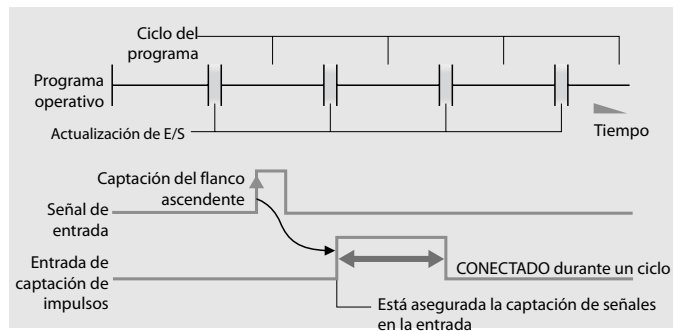 Ciclo del
programa
Programa
operativo
Actualización de E/S
Tiempo
Captación del flanco
ascendente
Señal de
entrada
Entrada de
captación de
impulsos
CONECTADO durante un ciclo
Está asegurada la captación de señales
en la entrada